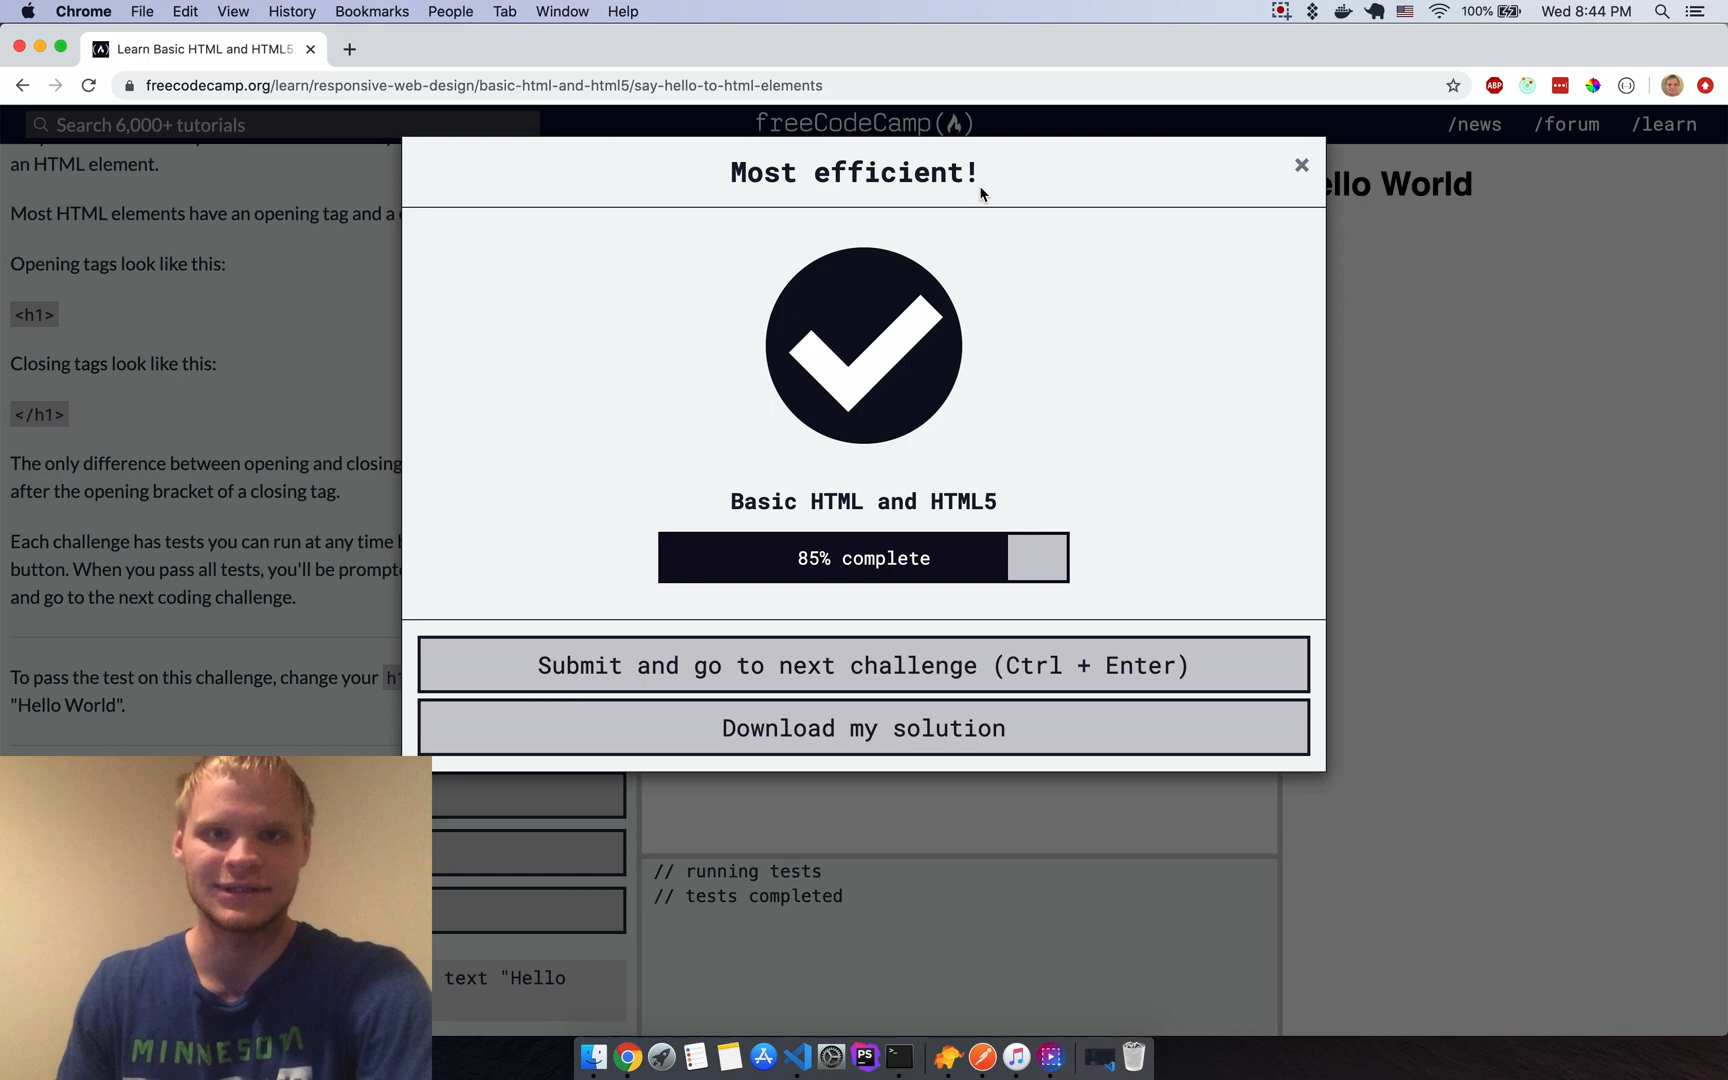 Chrome File Edit View History Bookmarks People Tab Window Help 100% Wed 8:44 PM
Learn Basic HTML and HTML5
freecodecamp.org/learn/responsive-web-design/basic-html-and-html5/say-hello-to-html-elements
ABP
Search 6,000+ tutorials
freeCodeCamp
/news /forum /learn
Most efficient!
an HTML element.
Most HTML elements have an opening tag and a
Opening tags look like this:
<h1>
Closing tags look like this:
</h1>
The only difference between opening and closing
after the opening bracket of a closing tag.
Each challenge has tests you can run at any time
button. When you pass all tests, you'll be
and go to the next coding challenge.
To pass the test on this challenge, change your
"Hello World".
Basic HTML and HTML5
85% complete
Submit and go to next challenge (Ctrl + Enter)
Download my solution
World
// running tests
// tests completed
text "Hello
MINNESOTA
PS